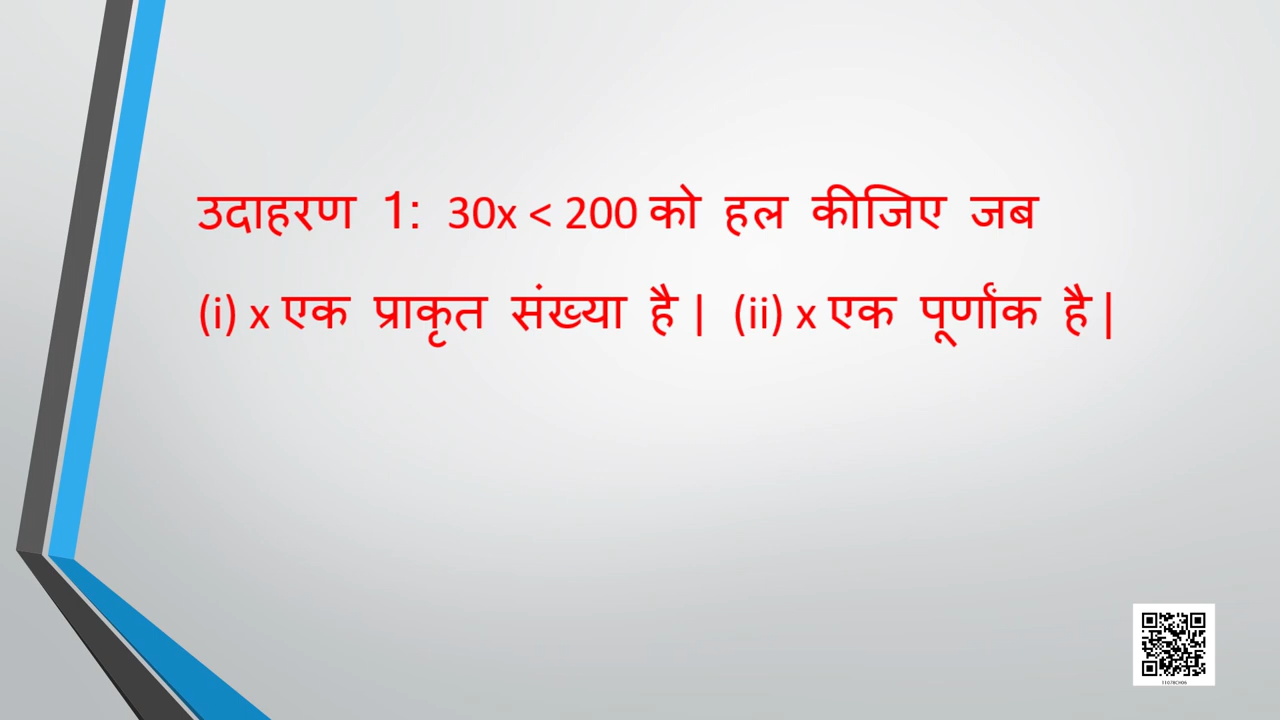 उदाहरण 1: 30x < 200 को हल कीजिए जब
(i) x एक प्राकृत संख्या है | (ii) x एक पूर्णांक है |